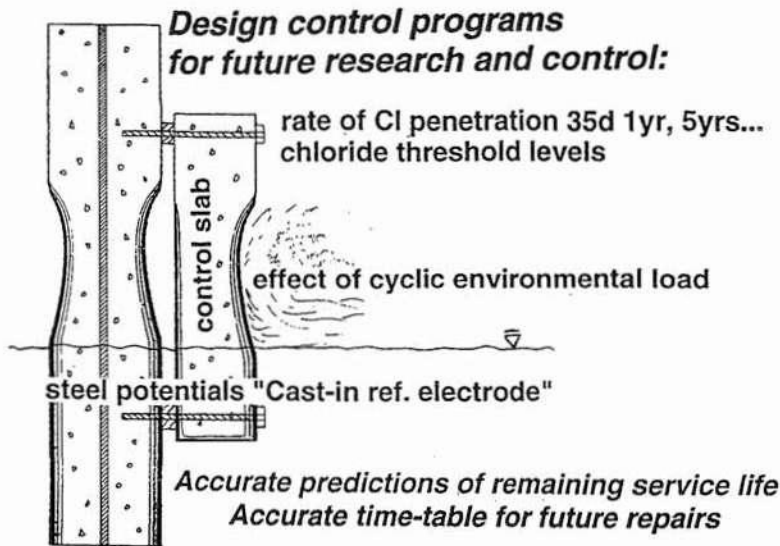 Design control programs
for future research and control:
rate of Cl penetration 35d 1yr, 5yrs...
chloride threshold levels
control slab
effect of cyclic environmental load
steel potentials "Cast-in ref. electrode"
Accurate predictions of remaining service life
Accurate time-table for future repairs